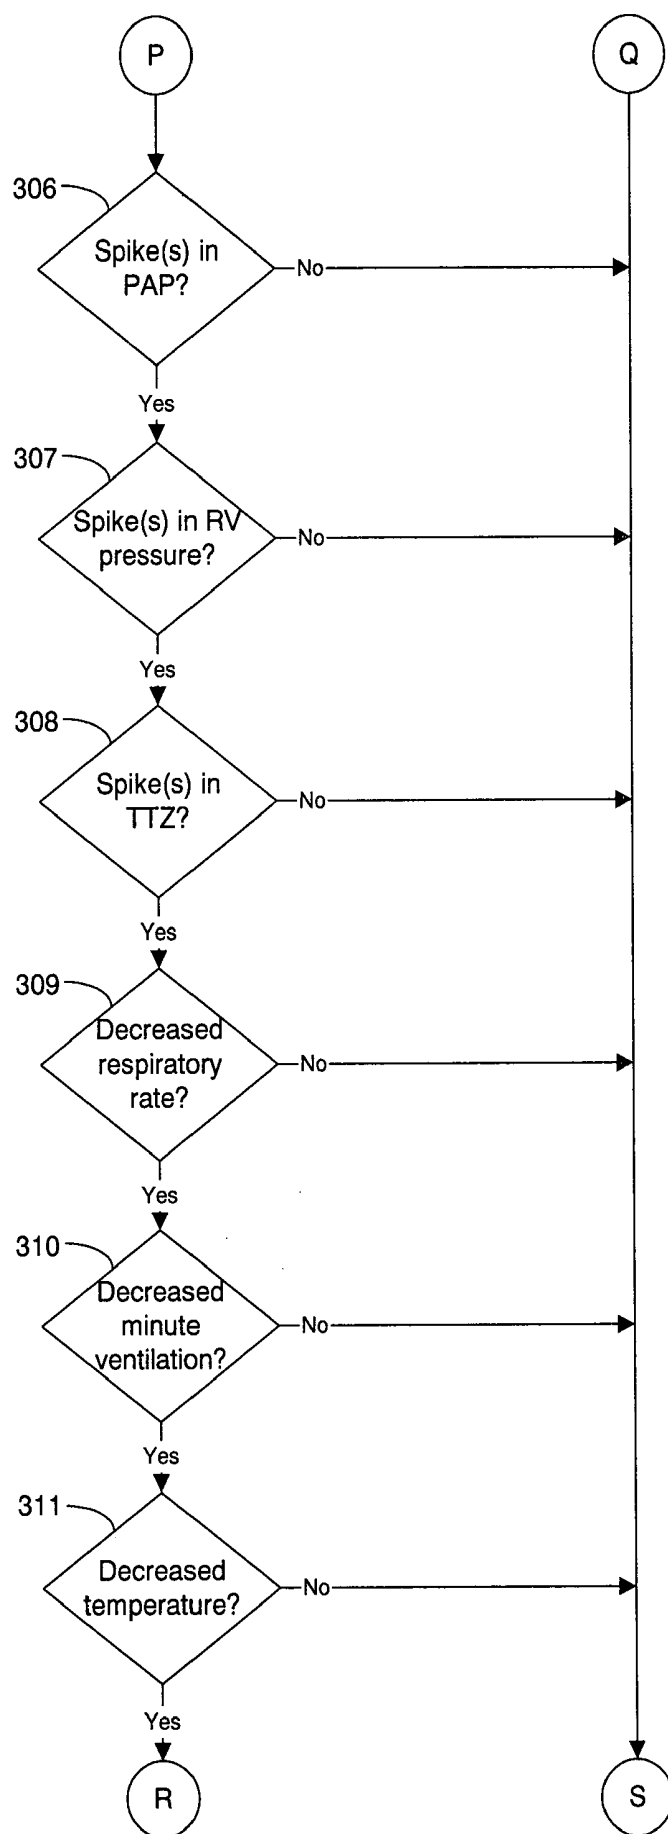 P
Q
306
Spike(s) in
PAP?
No
Yes
307
Spike(s) in RV
pressure?
No
Yes
308
Spike(s) in
TTZ?
No
Yes
309
Decreased
respiratory
rate?
No
Yes
310
Decreased
minute
ventilation?
No
Yes
311
Decreased
temperature?
No
Yes
R
S